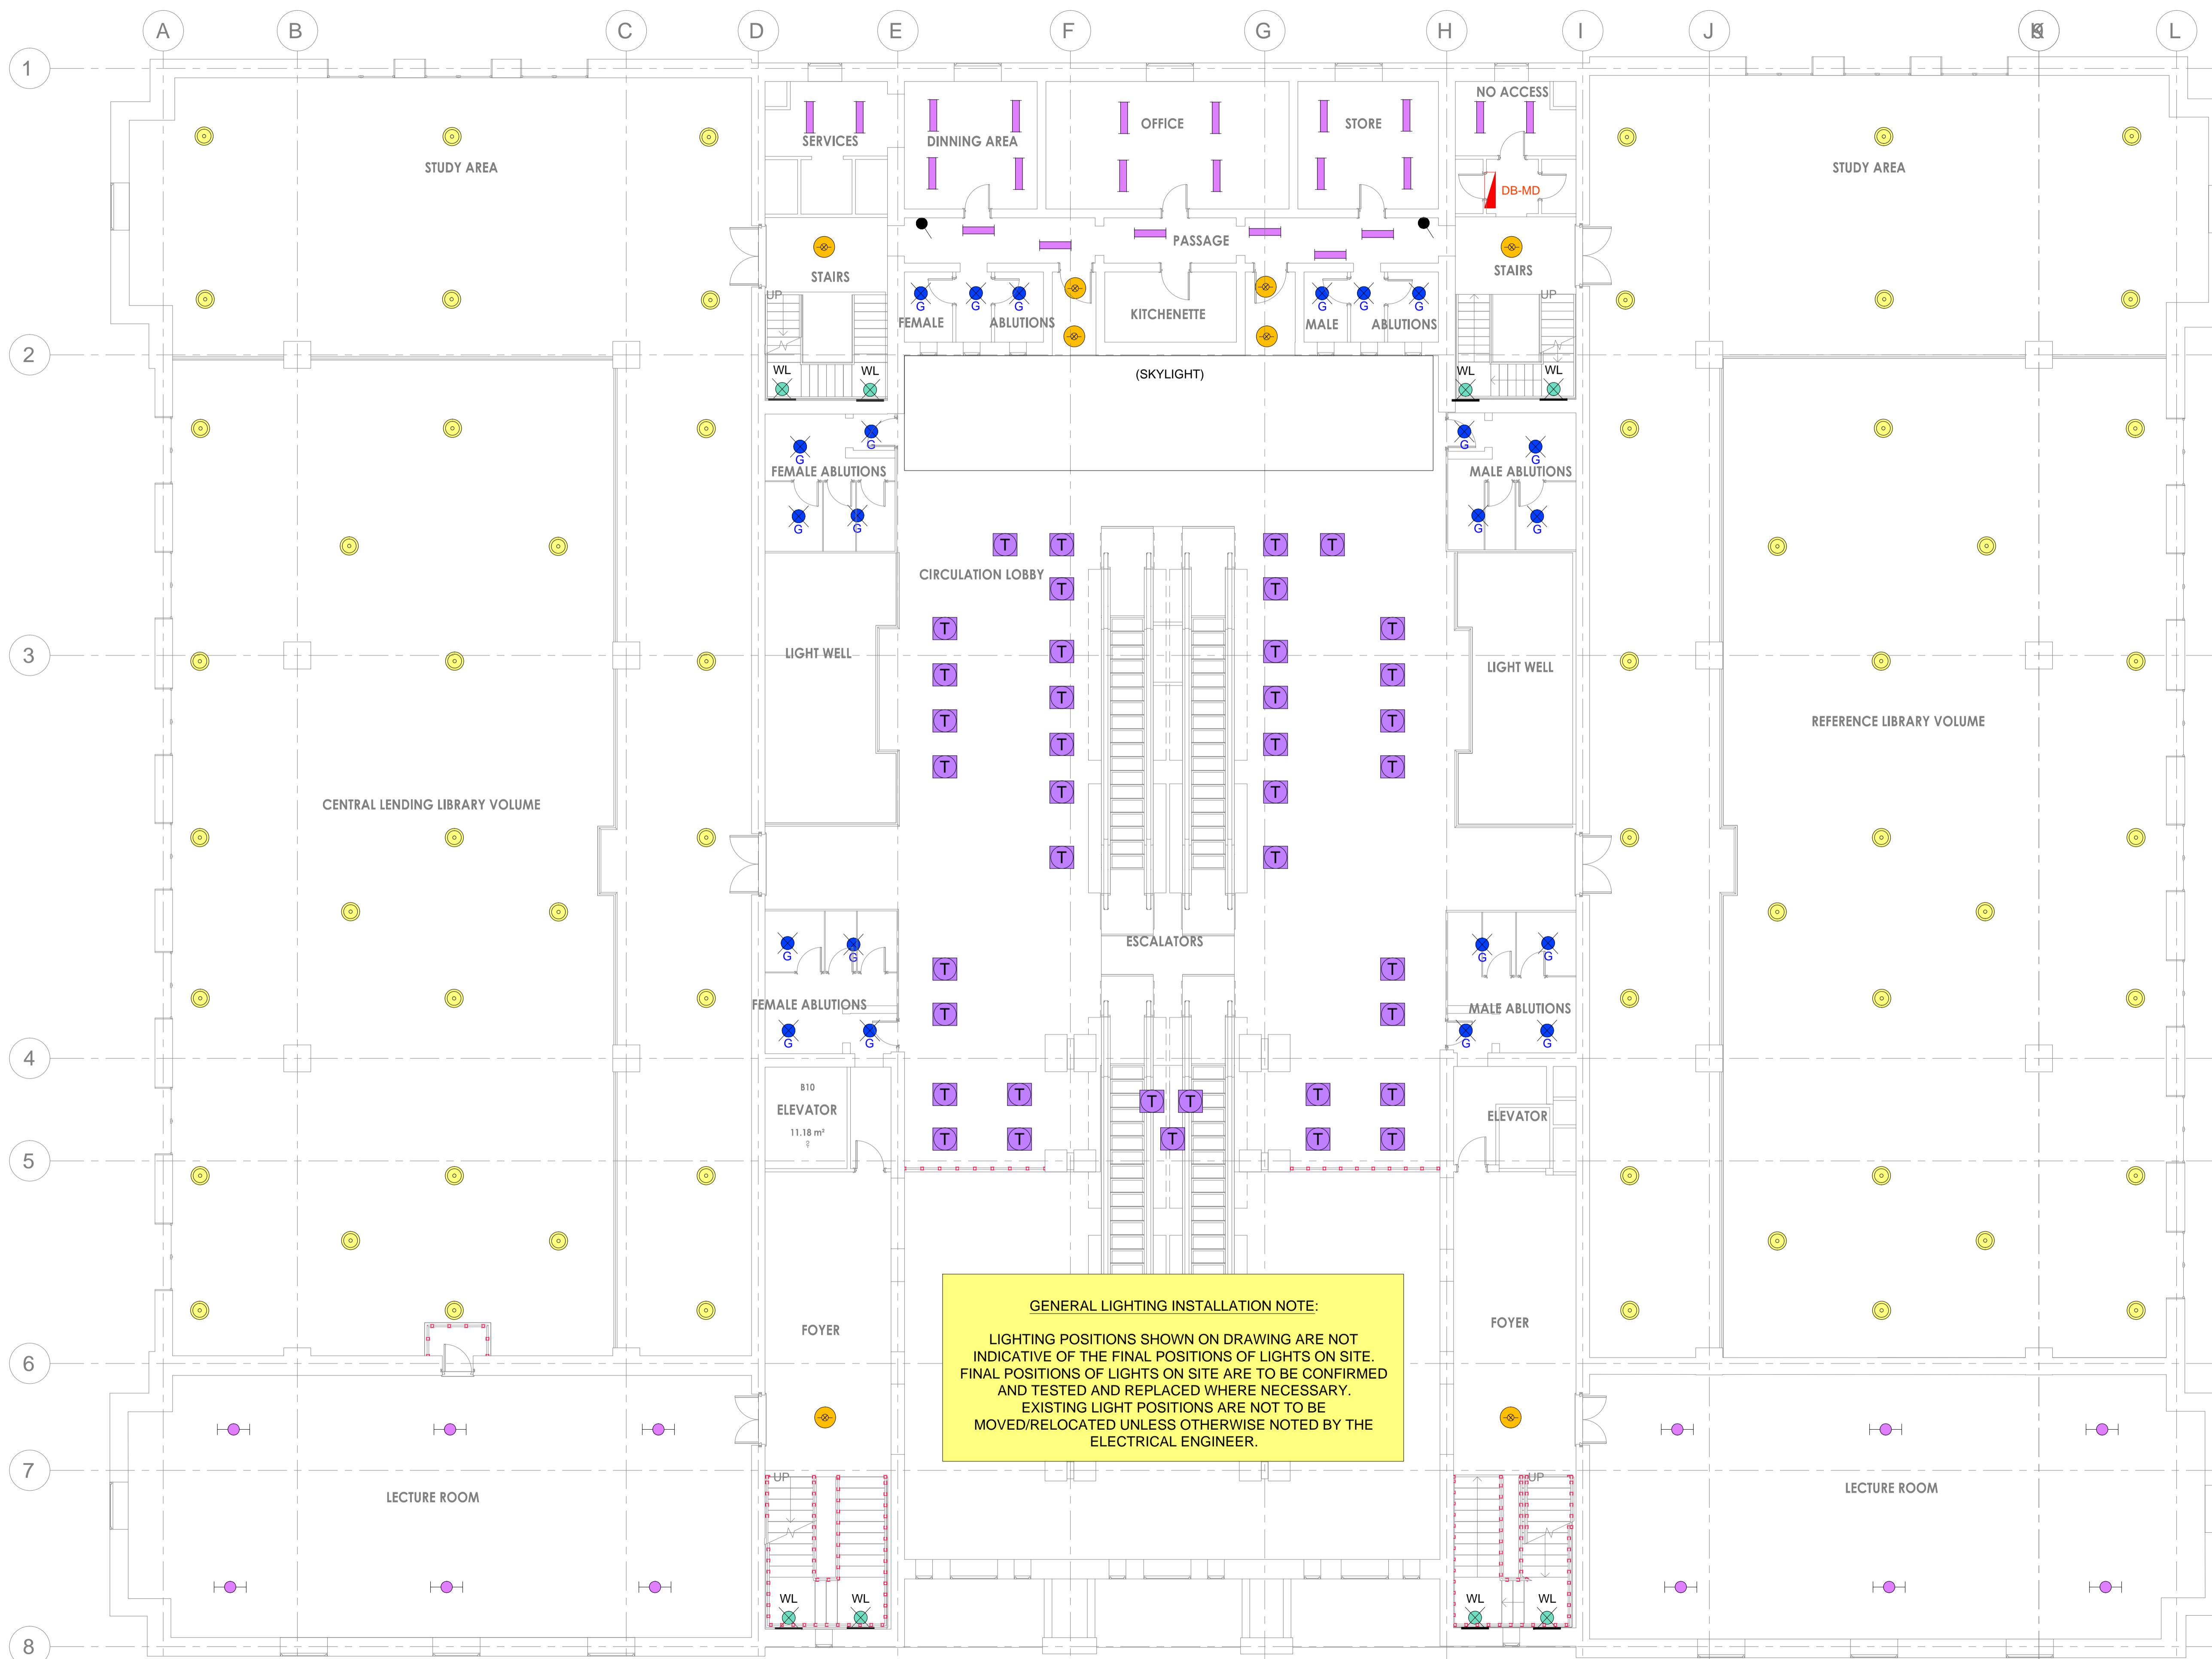 A B C D E F G H I J K L
1
NO ACCESS
OFFICE
STORE
SERVICES
DINNING AREA
STUDY AREA
STUDY AREA
DB-MD
PASSAGE
STAIRS
STAIRS
UP
UP
G G G
G G G
KITCHENETTE
FEMALE ABLUTIONS
MALE ABLUTIONS
2
(SKYLIGHT)
WL WL
WL WL
G G
G G
FEMALE ABLUTIONS
MALE ABLUTIONS
G G
G G
T T T T
CIRCULATION LOBBY
T T
T T
3
LIGHT WELL
T T
LIGHT WELL
T T
T T
T T
REFERENCE LIBRARY VOLUME
T T
T T
T T
CENTRAL LENDING LIBRARY VOLUME
T T
ESCALATORS
G G
G G
T T
FEMALE ABLUTIONS
MALE ABLUTIONS
T T
G G
G G
4
B10
ELEVATOR
11.18 m²
T T T T T T
ELEVATOR
T T T T T
5
GENERAL LIGHTING INSTALLATION NOTE:
LIGHTING POSITIONS SHOWN ON DRAWING ARE NOT
INDICATIVE OF THE FINAL POSITIONS OF LIGHTS ON SITE.
FINAL POSITIONS OF LIGHTS ON SITE ARE TO BE CONFIRMED
AND TESTED AND REPLACED WHERE NECESSARY.
EXISTING LIGHT POSITIONS ARE NOT TO BE
MOVED/RELOCATED UNLESS OTHERWISE NOTED BY THE
ELECTRICAL ENGINEER.
FOYER
FOYER
6
7
UP
UP
LECTURE ROOM
LECTURE ROOM
WL WL
WL WL
8